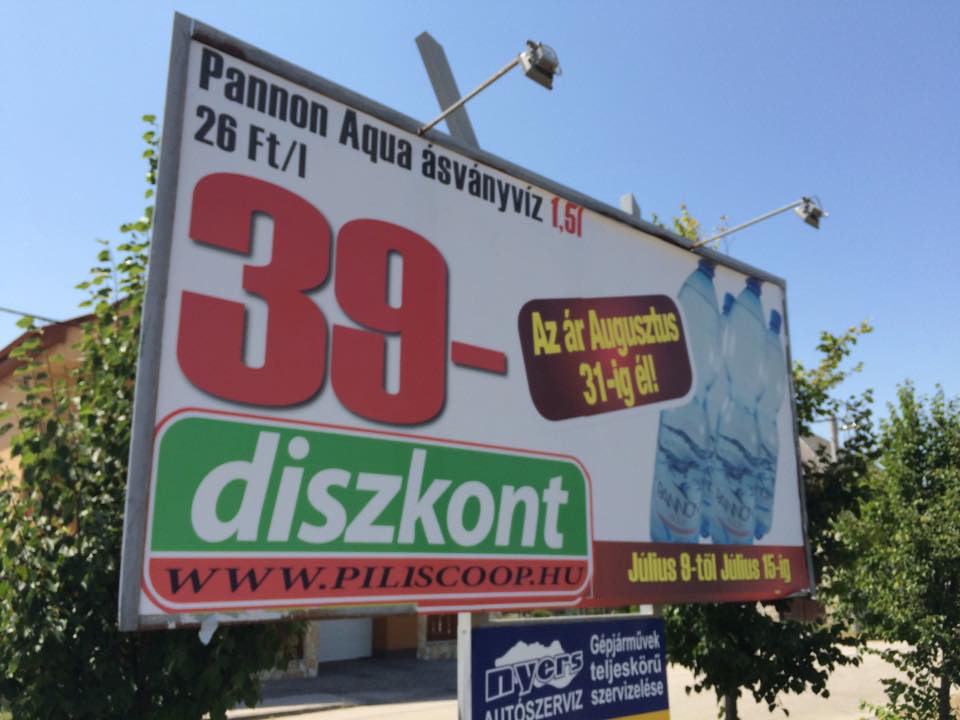 Pannon Aqua ásványvíz 1,5l
26 Ft/l
39-
Az ár Augusztus
31-ig él!
diszkont
WWW.PILISCOOP.HU
Július 9-től Július 15-ig
nyers
AUTÓSZERVIZ
Gépjárművek
teljeskörű
szervizelése